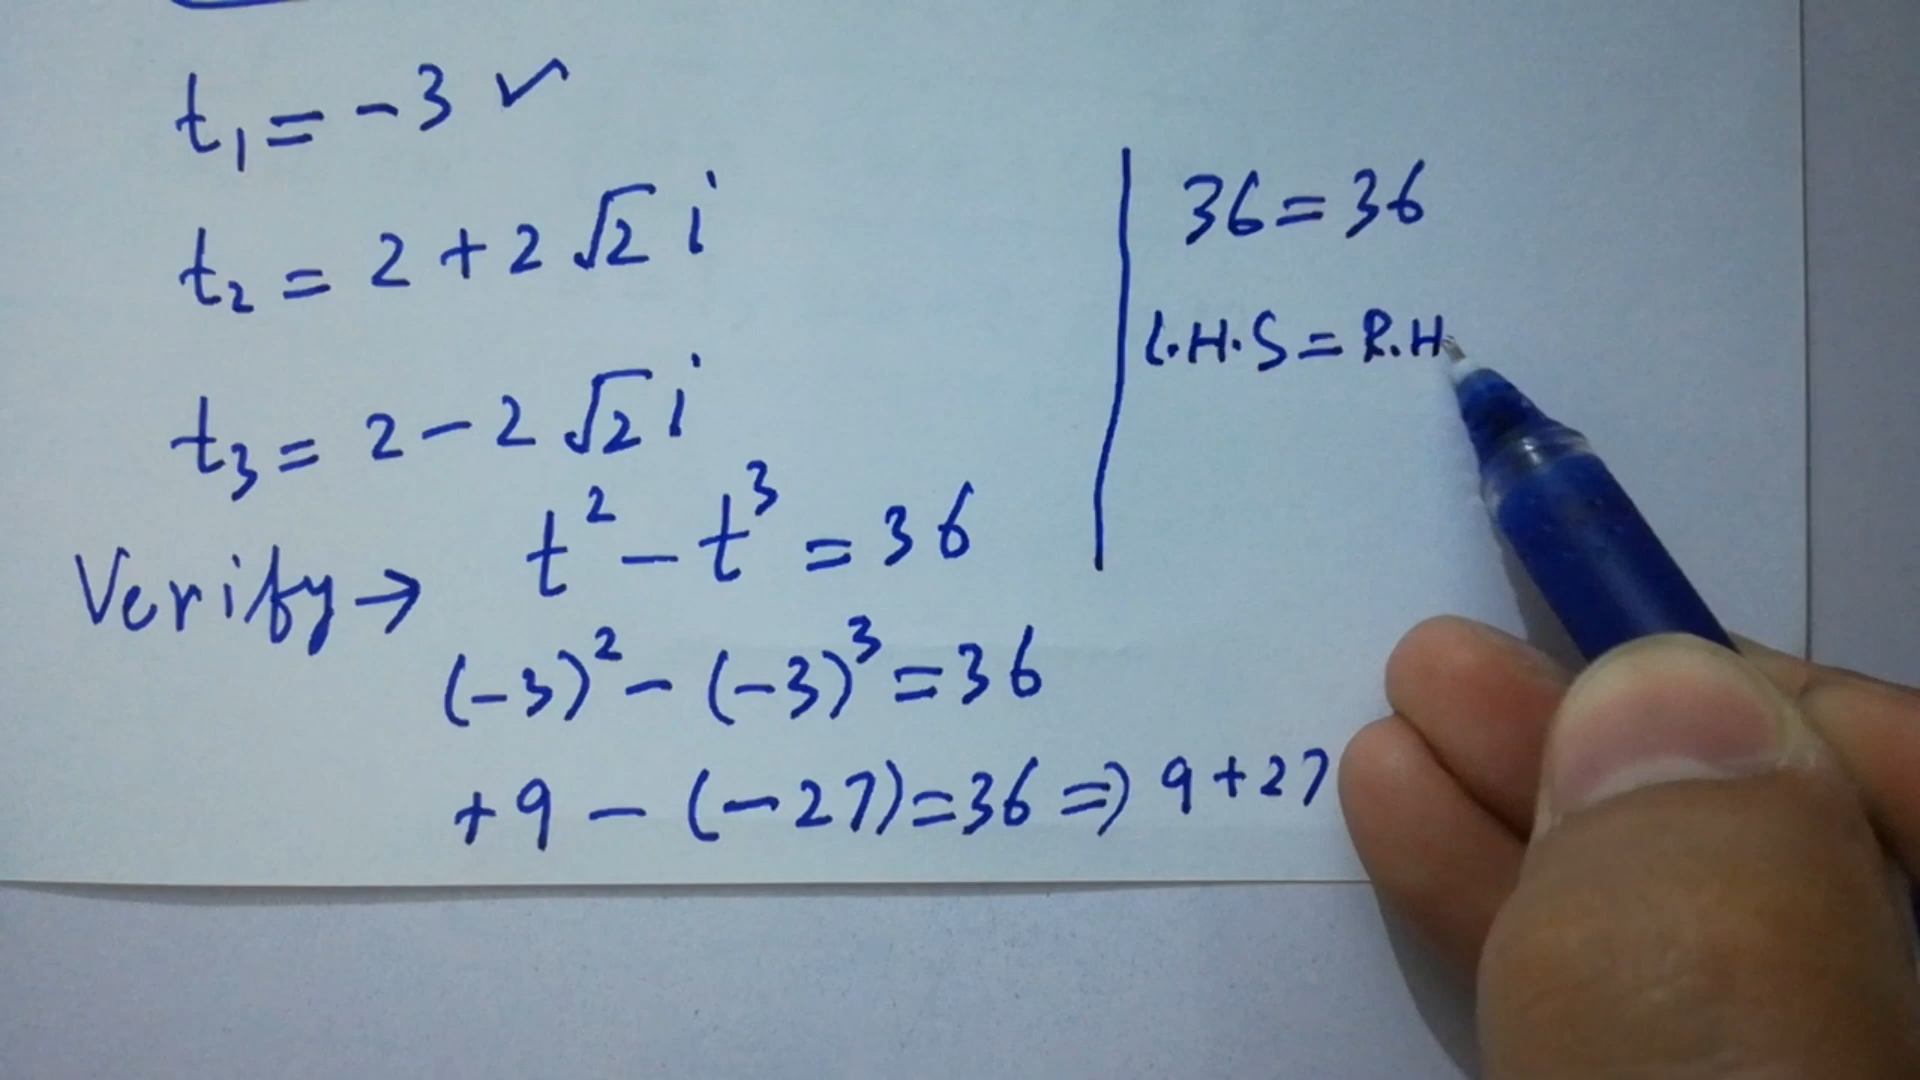 t₁ = -3 ✓
t₂ = 2 + 2 √2 i
t₃ = 2 - 2 √2 i
Verify → t² - t³ = 36
(-3)² - (-3)³ = 36
+9 - (-27) = 36 ⇒ 9 + 27
36 = 36
L.H.S = R.H